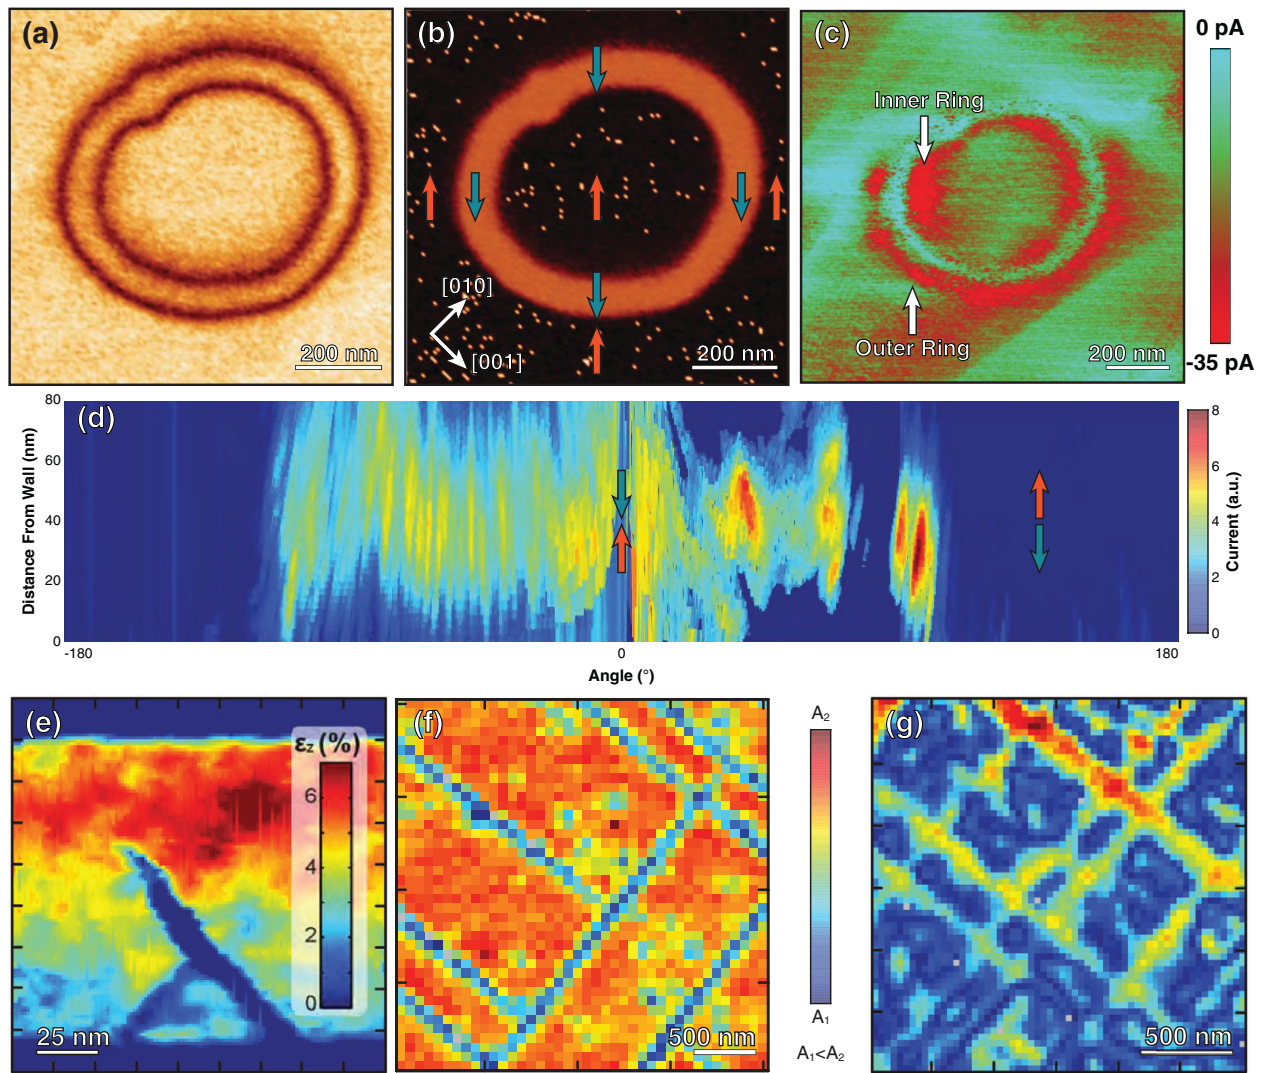 (a)
200 nm
(b)
[010]
[001]
200 nm
(c)
Inner Ring
Outer Ring
200 nm
0 pA
-35 pA
(d)
Distance From Wall (nm)
80
60
40
20
0
-180
0
180
Angle (°)
8
6
4
2
0
Current (a.u.)
(e)
εz (%)
6
4
2
0
25 nm
(f)
500 nm
A₂
A₁
A₁<A₂
(g)
500 nm